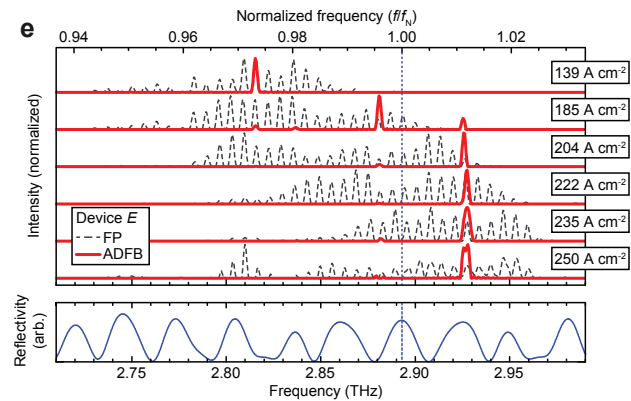 e
Normalized frequency (f/fN)
0.94 0.96 0.98 1.00 1.02
Intensity (normalized)
139 A cm-2
185 A cm-2
204 A cm-2
222 A cm-2
235 A cm-2
250 A cm-2
Device E
FP
ADFB
Reflectivity
(arb.)
2.75 2.80 2.85 2.90 2.95
Frequency (THz)